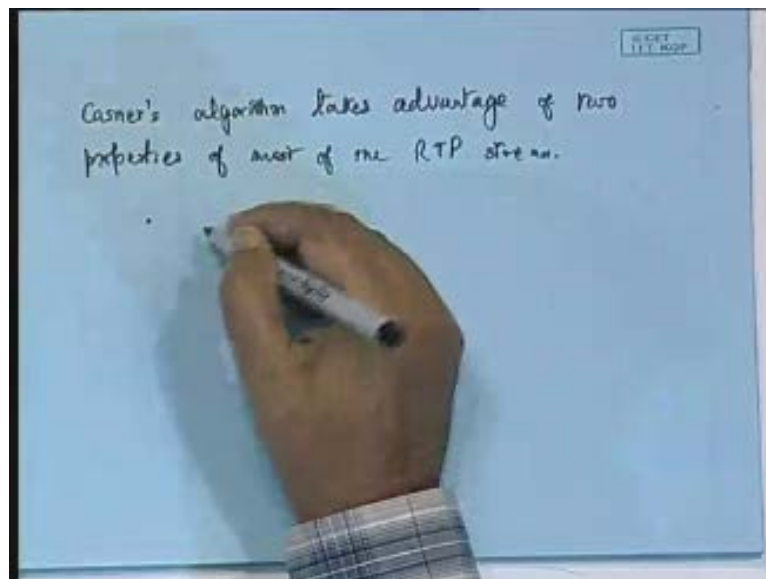 Casner's algorithm takes advantage of two
properties of most of the RTP stream.